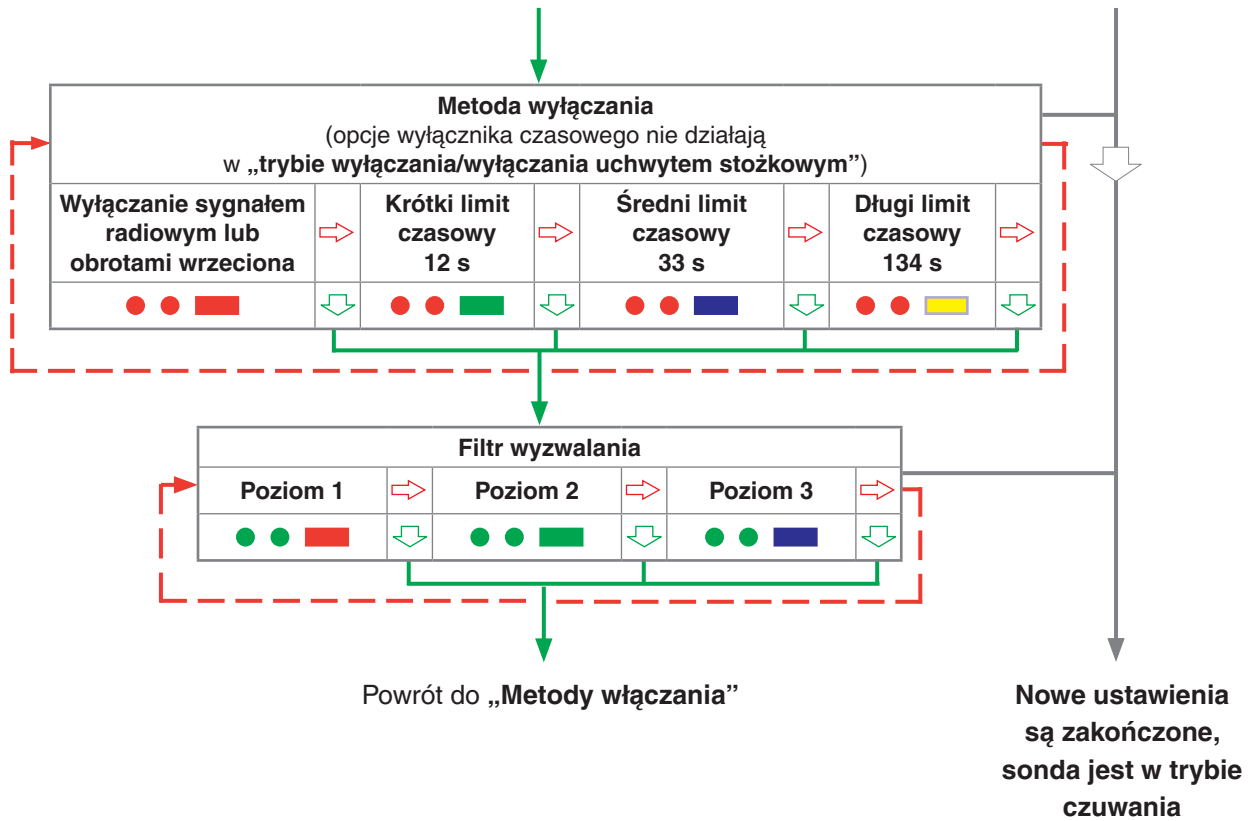 Metoda wyłączania
(opcje wyłącznika czasowego nie działają
w „trybie wyłączania/wyłączania uchwytem stożkowym”)
Wyłączanie sygnałem
radiowym lub
obrotami wrzeciona
Krótki limit
czasowy
12 s
Średni limit
czasowy
33 s
Długi limit
czasowy
134 s
Filtr wyzwalania
Poziom 1
Poziom 2
Poziom 3
Powrót do „Metody włączania”
Nowe ustawienia
są zakończone,
sonda jest w trybie
czuwania